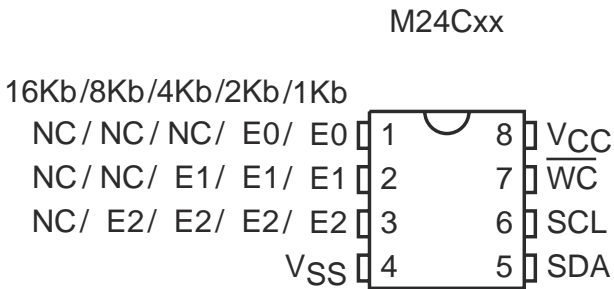 M24Cxx
16Kb/8Kb/4Kb/2Kb/1Kb
NC/ NC/ NC/ E0/ E0 1 8 VCC
NC/ NC/ E1/ E1/ E1 2 7 WC
NC/ E2/ E2/ E2/ E2 3 6 SCL
VSS 4 5 SDA